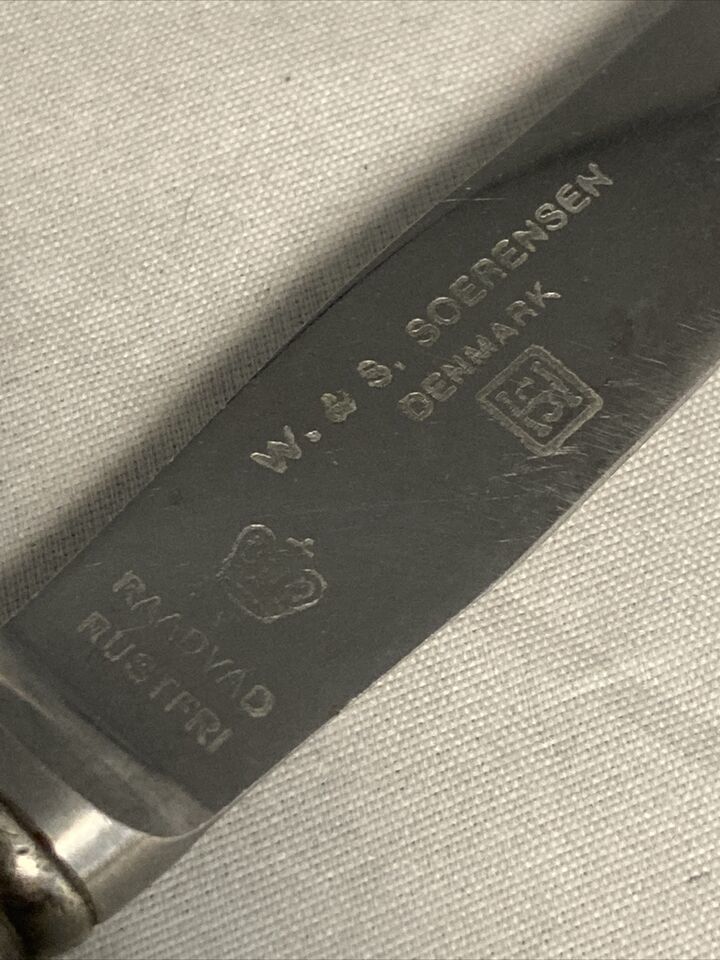 W. & S. SOERENSEN
DENMARK
RAADVAD
RUSTFRI